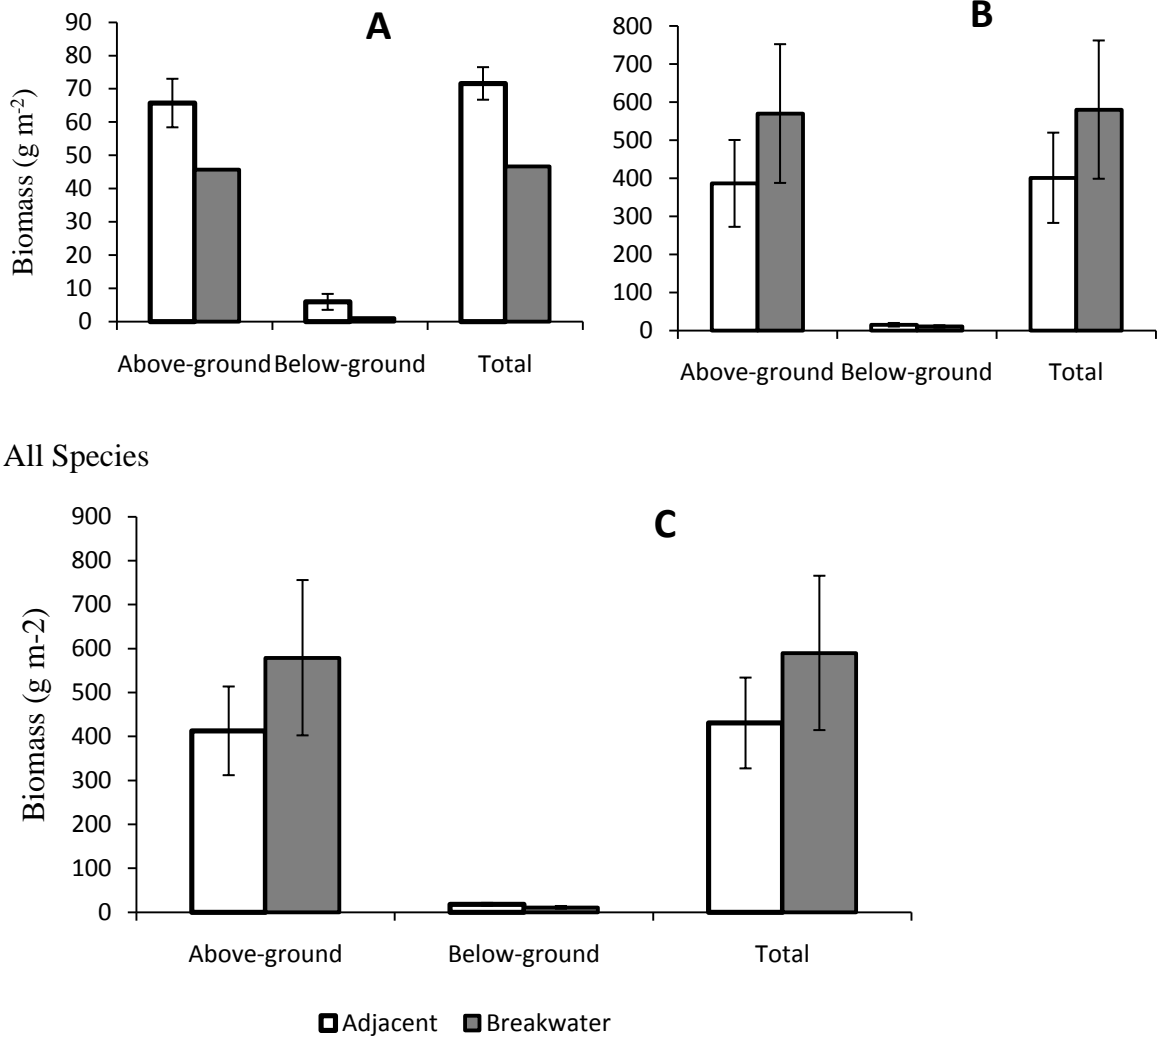 A
Biomass (g m-2)
90
80
70
60
50
40
30
20
10
0
Above-ground Below-ground Total
B
800
700
600
500
400
300
200
100
0
Above-ground Below-ground Total
All Species
C
Biomass (g m-2)
900
800
700
600
500
400
300
200
100
0
Above-ground Below-ground Total
Adjacent Breakwater